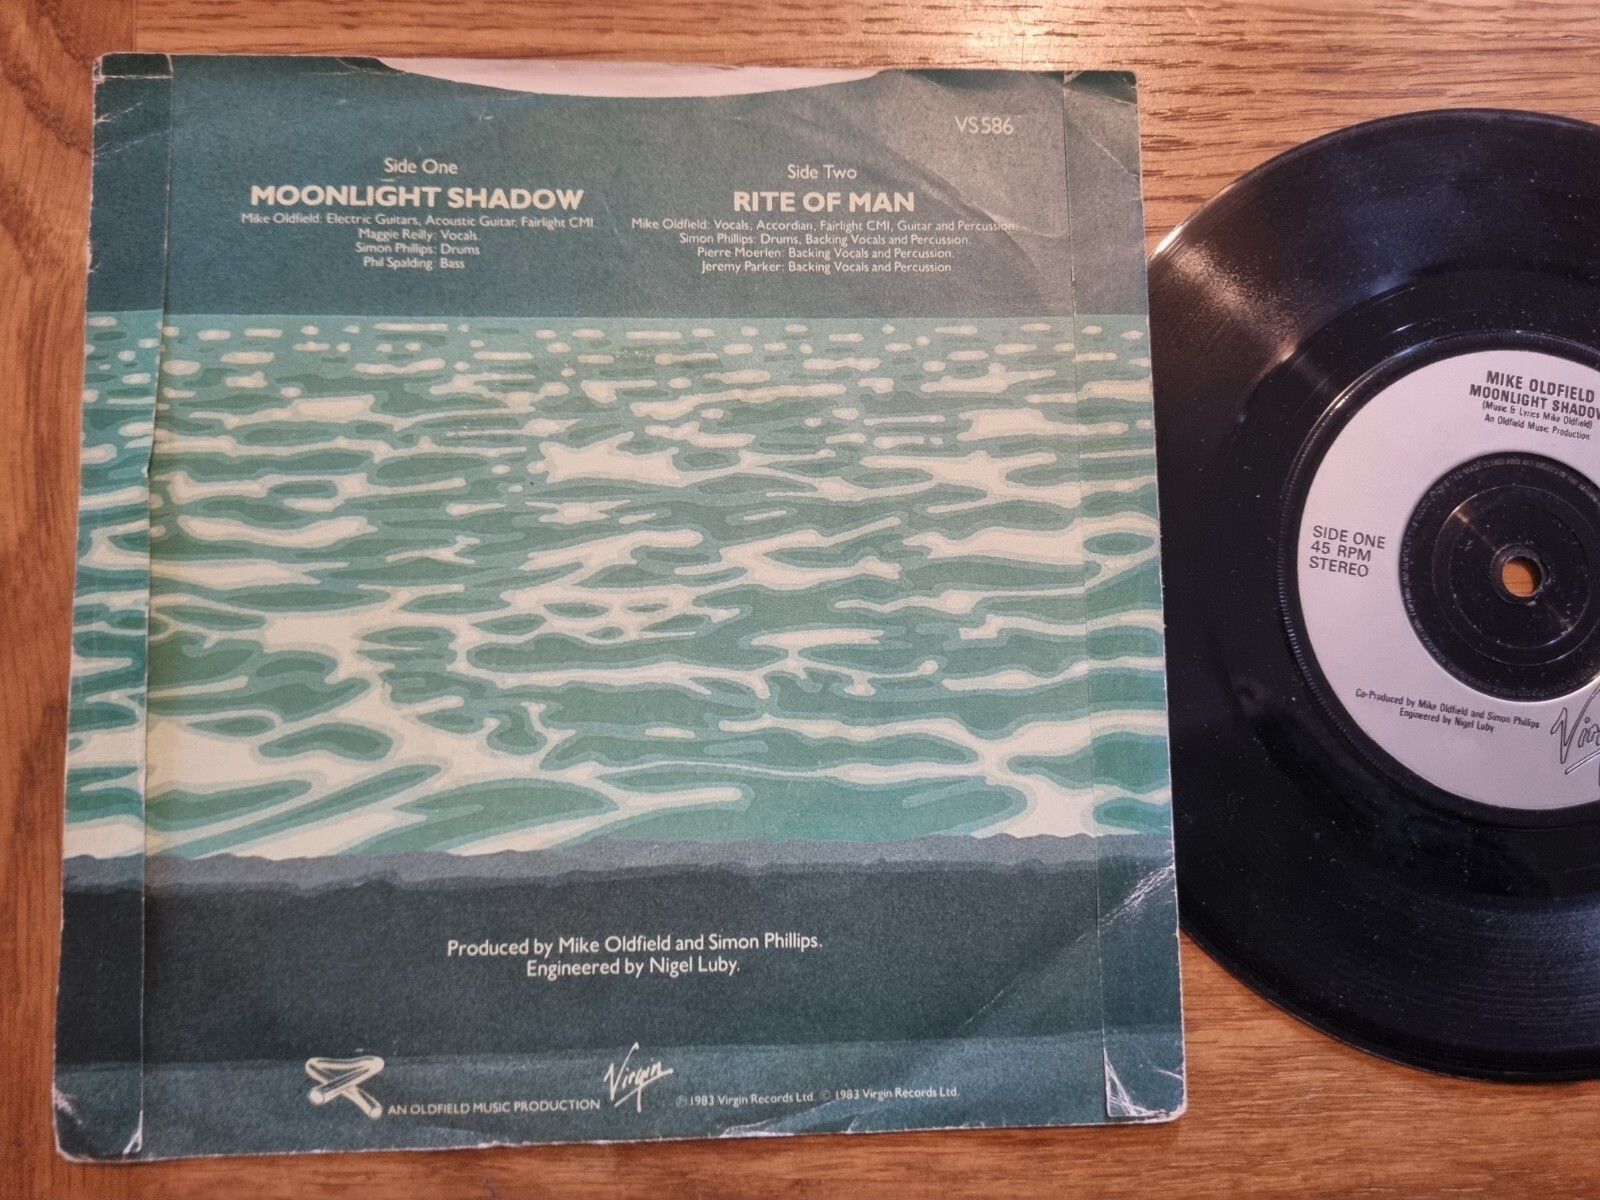 VS586
Side One
MOONLIGHT SHADOW
Mike Oldfield: Electric Guitars, Acoustic Guitar, Fairlight CMI.
Maggie Reilly: Vocals
Simon Phillips: Drums
Phil Spalding: Bass
Side Two
RITE OF MAN
Mike Oldfield: Vocals, Accordian, Fairlight CMI, Guitar and Percussion.
Simon Phillips: Drums, Backing Vocals and Percussion.
Pierre Moerlen: Backing Vocals and Percussion.
Jeremy Parker: Backing Vocals and Percussion.
Produced by Mike Oldfield and Simon Phillips.
Engineered by Nigel Luby.
AN OLDFIELD MUSIC PRODUCTION
Virgin
℗ 1983 Virgin Records Ltd © 1983 Virgin Records Ltd.
MIKE OLDFIELD
MOONLIGHT SHADOW
(Music & Lyrics Mike Oldfield)
An Oldfield Music Production
SIDE ONE
45 RPM
STEREO
Co-Produced by Mike Oldfield and Simon Phillips
Engineered by Nigel Luby
Vir